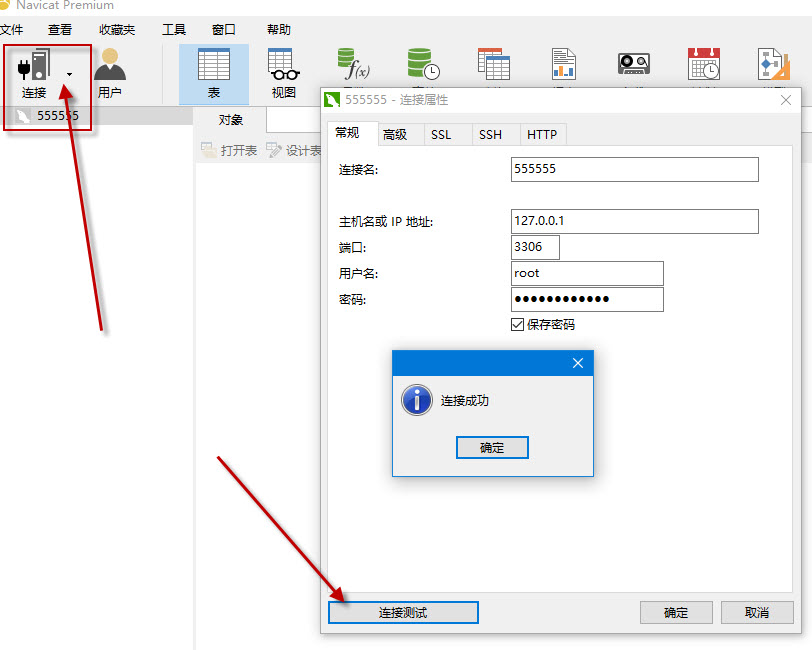 Navicat Premium
文件 查看 收藏夹 工具 窗口 帮助
连接 用户 表 视图
f(x)
555555
对象
打开表 设计表
555555 - 连接属性
常规 高级 SSL SSH HTTP
连接名: 555555
主机名或 IP 地址: 127.0.0.1
端口: 3306
用户名: root
密码: ●●●●●●●●●●●●
保存密码
连接成功
确定
连接测试 确定 取消